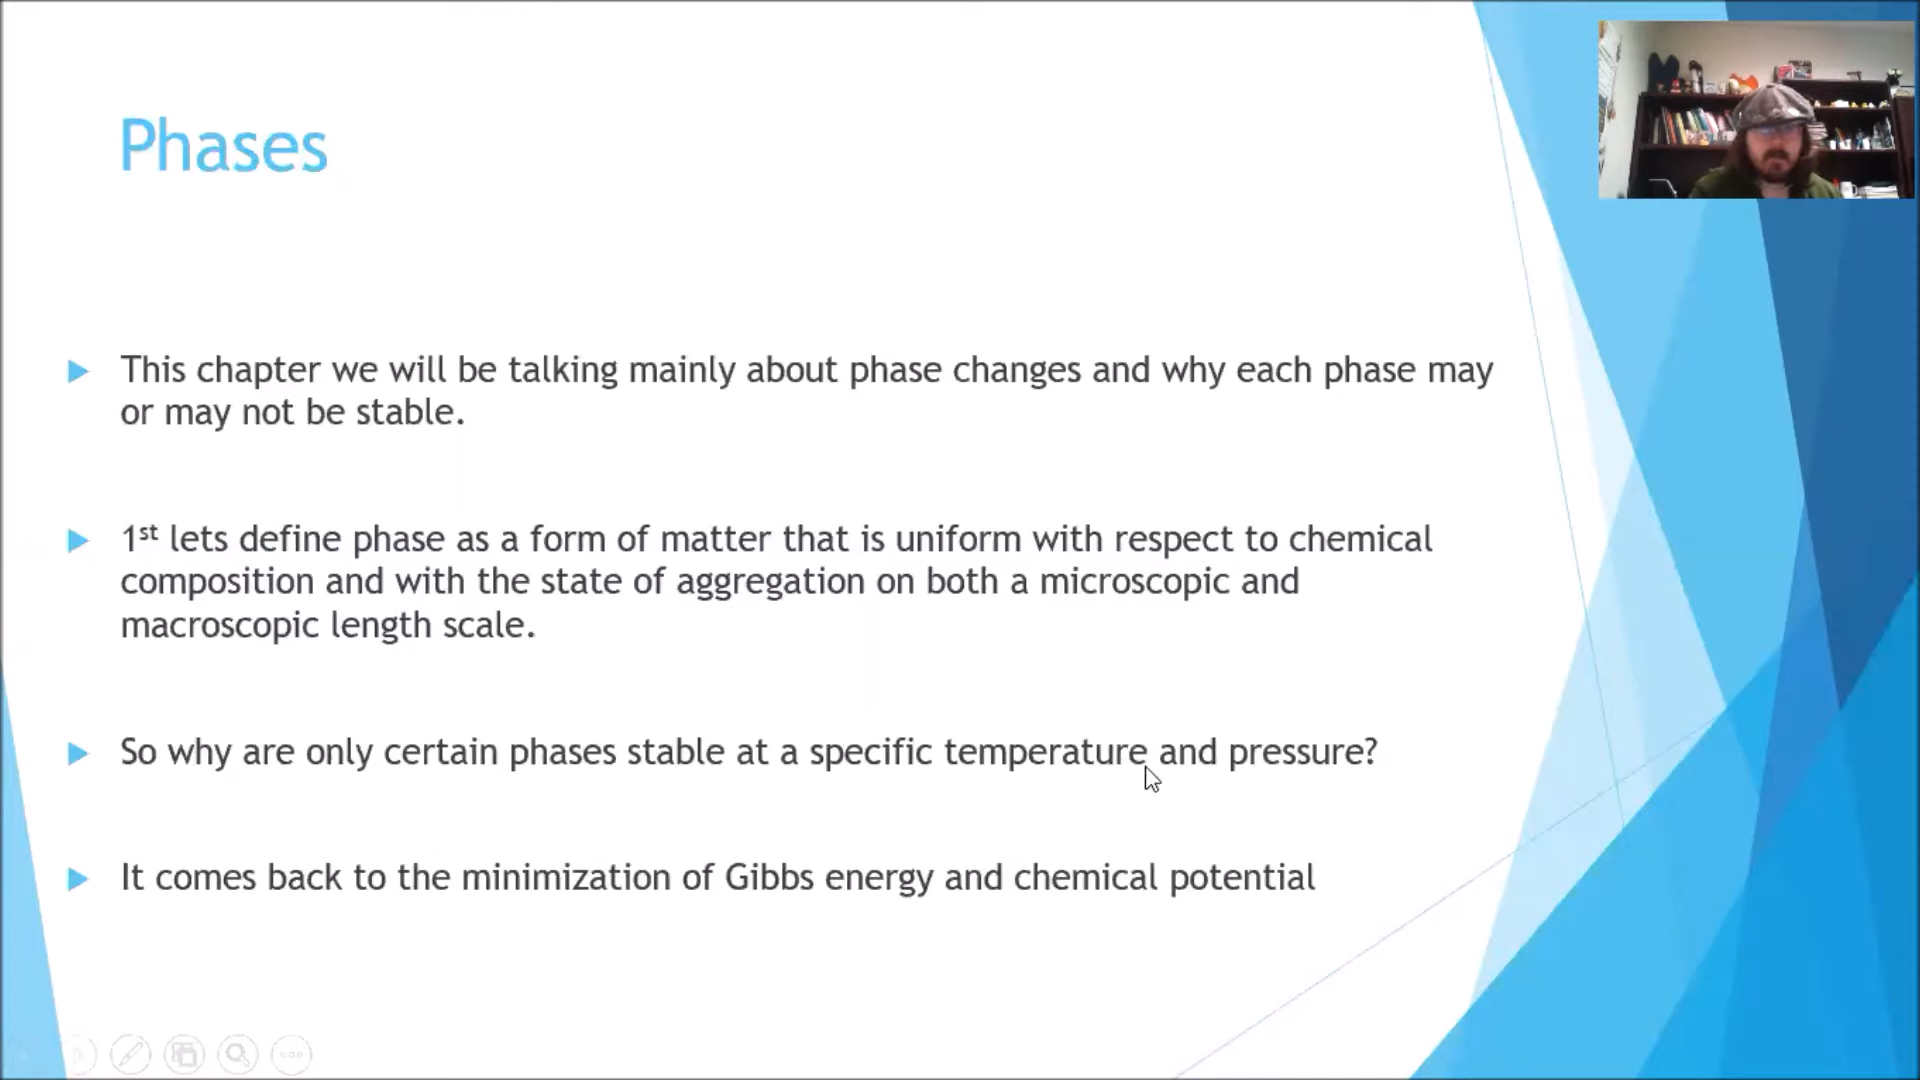 Phases
This chapter we will be talking mainly about phase changes and why each phase may
or may not be stable.
1st lets define phase as a form of matter that is uniform with respect to chemical
composition and with the state of aggregation on both a microscopic and
macroscopic length scale.
So why are only certain phases stable at a specific temperature and pressure?
It comes back to the minimization of Gibbs energy and chemical potential